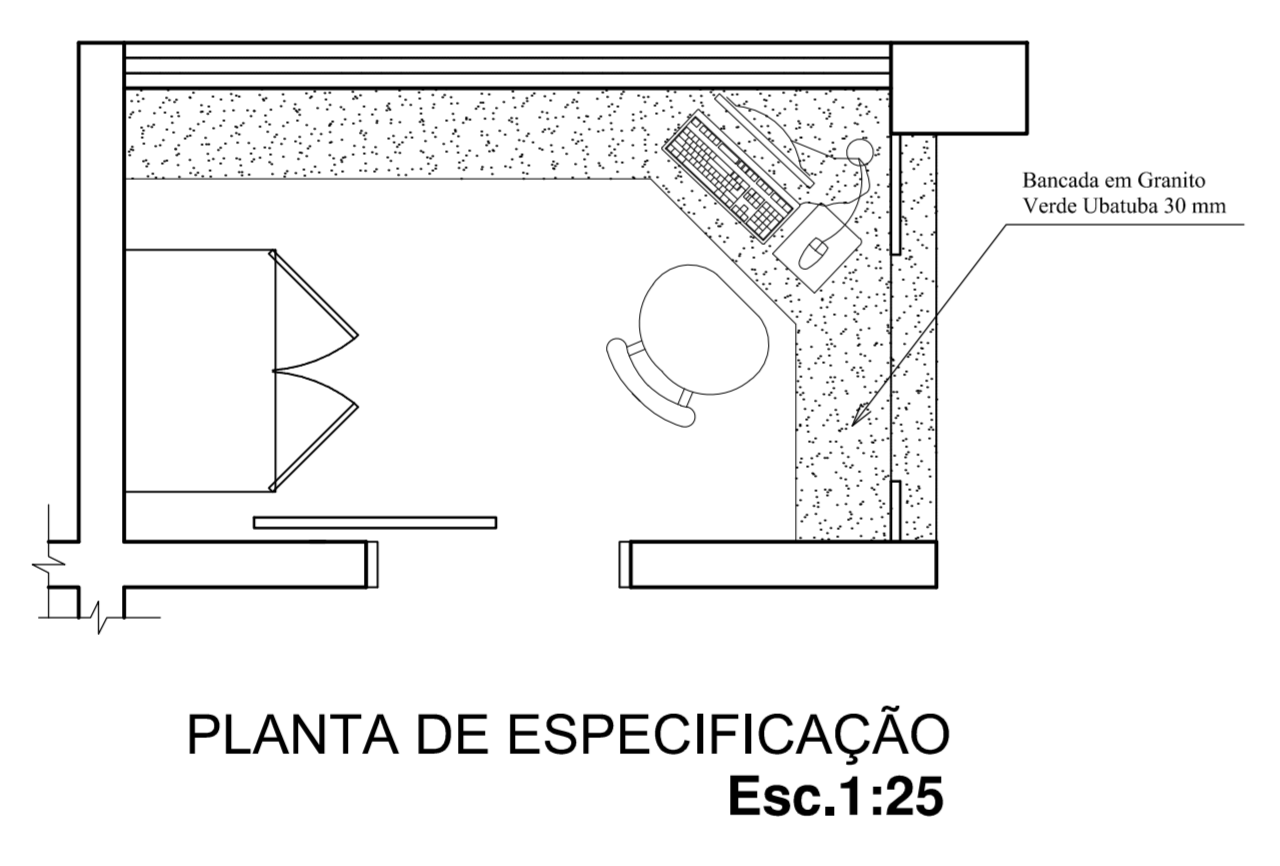 Bancada em Granito
Verde Ubatuba 30 mm
PLANTA DE ESPECIFICAÇÃO
Esc.1:25